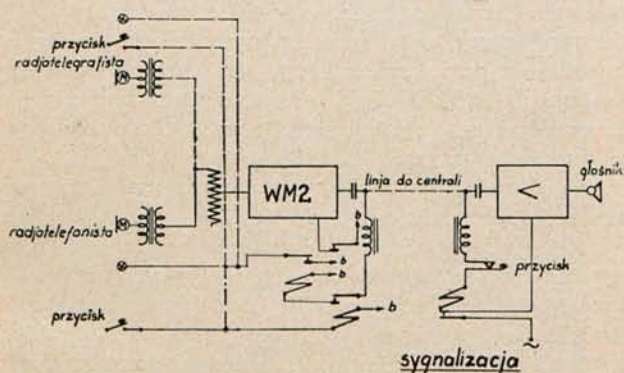 przycisk
radjotelegrafista
M
WM2
linja do centrali
<
głośnik
b
radjotelefonista
M
b
b
przycisk
b
przycisk
sygnalizacja